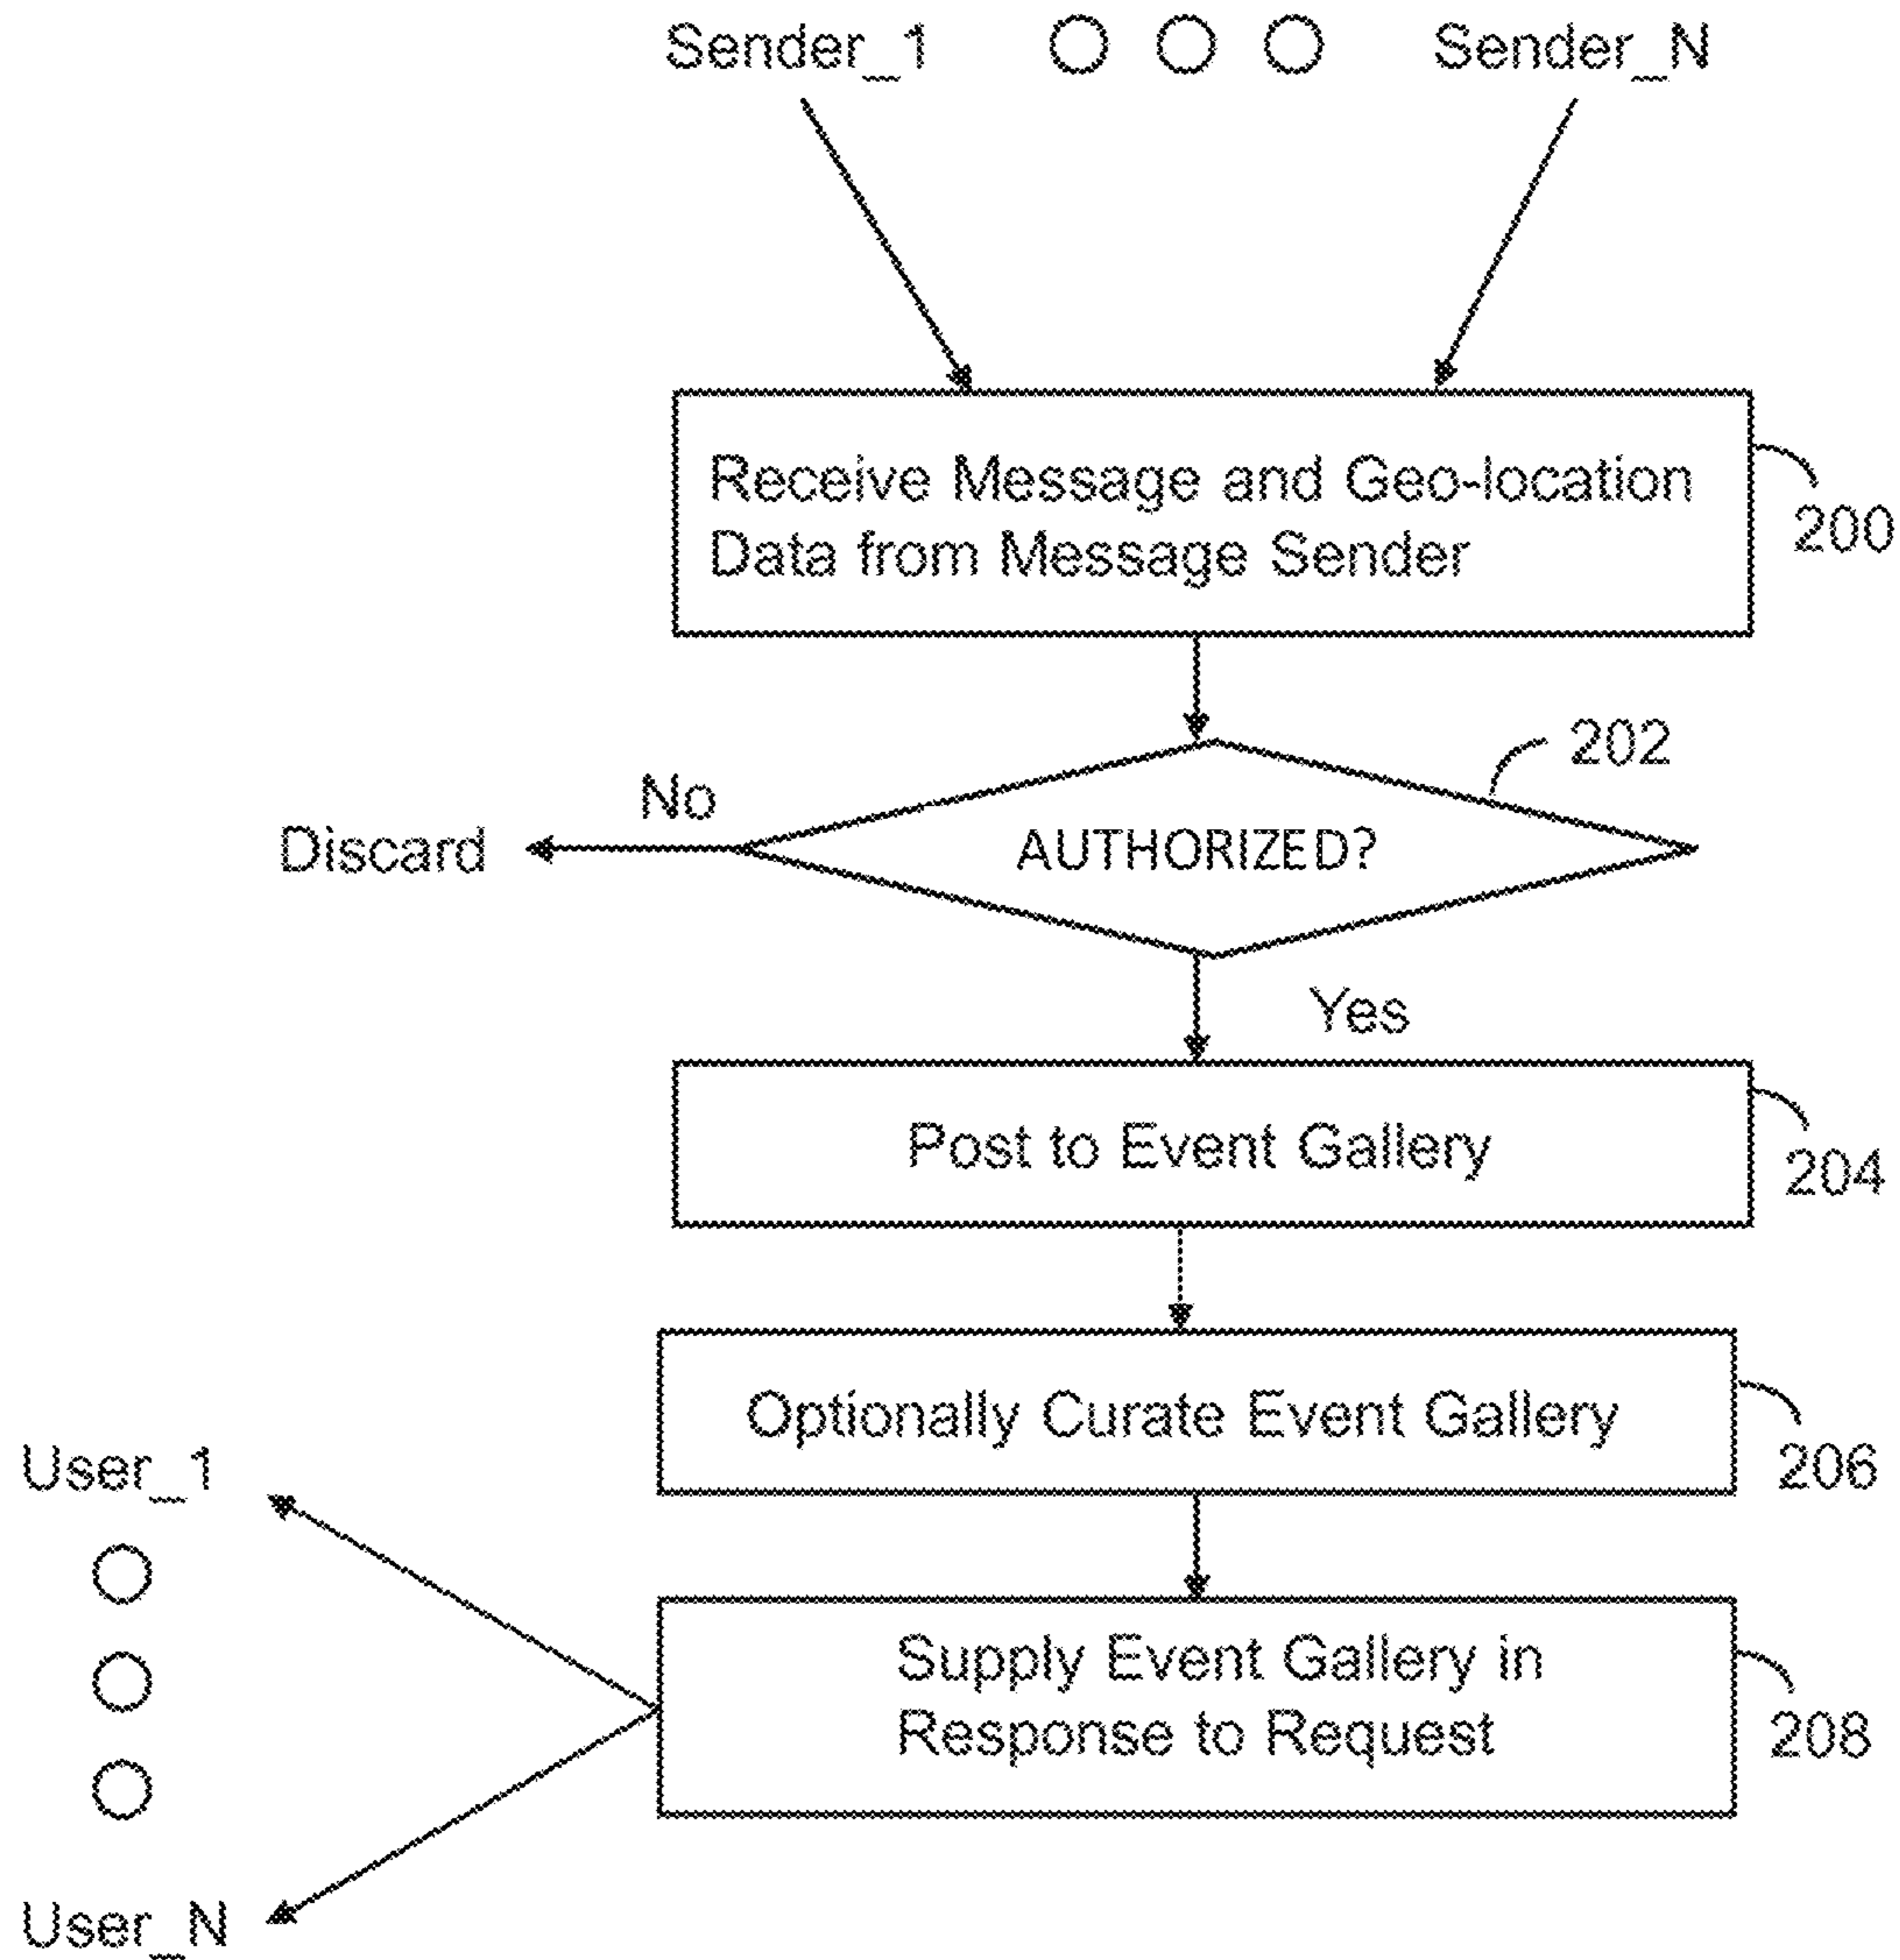 Sender_1
Sender_N
Receive Message and Geo-location
Data from Message Sender
200
202
No
Discard
AUTHORIZED?
Yes
Post to Event Gallery
204
Optionally Curate Event Gallery
206
User_1
Supply Event Gallery in
Response to Request
208
User_N